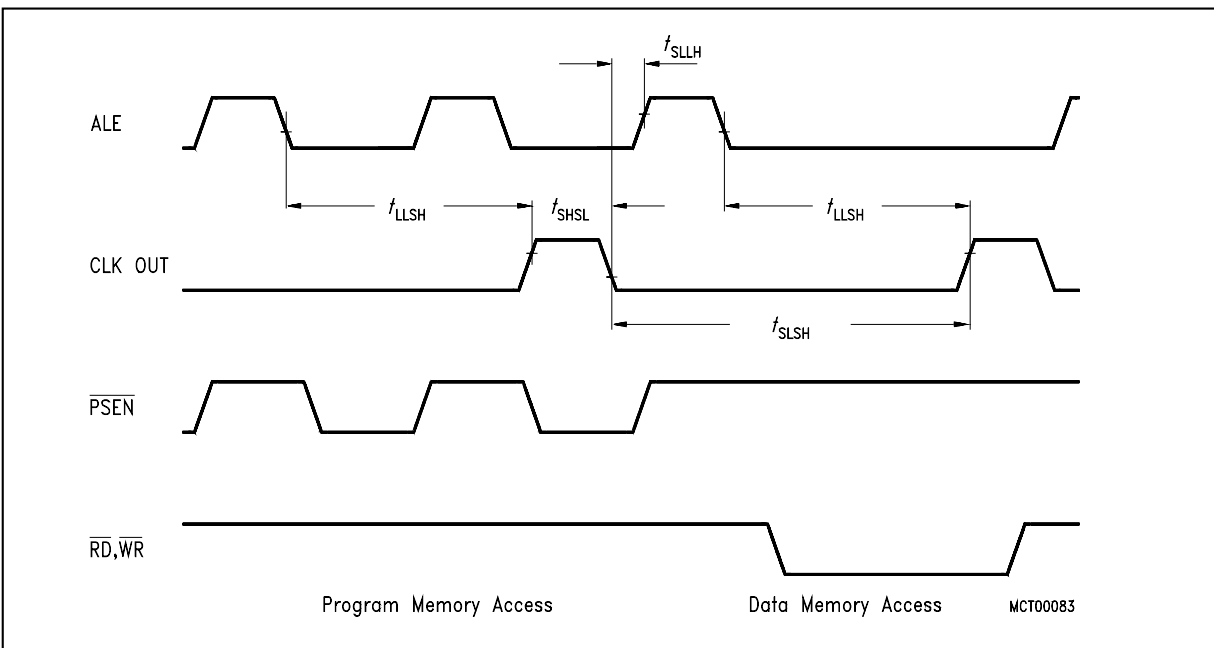 tSLLH
ALE
tLLSH tSHSL tLLSH
CLK OUT
tSLSH
PSEN
RD,WR
Program Memory Access Data Memory Access MCT00083